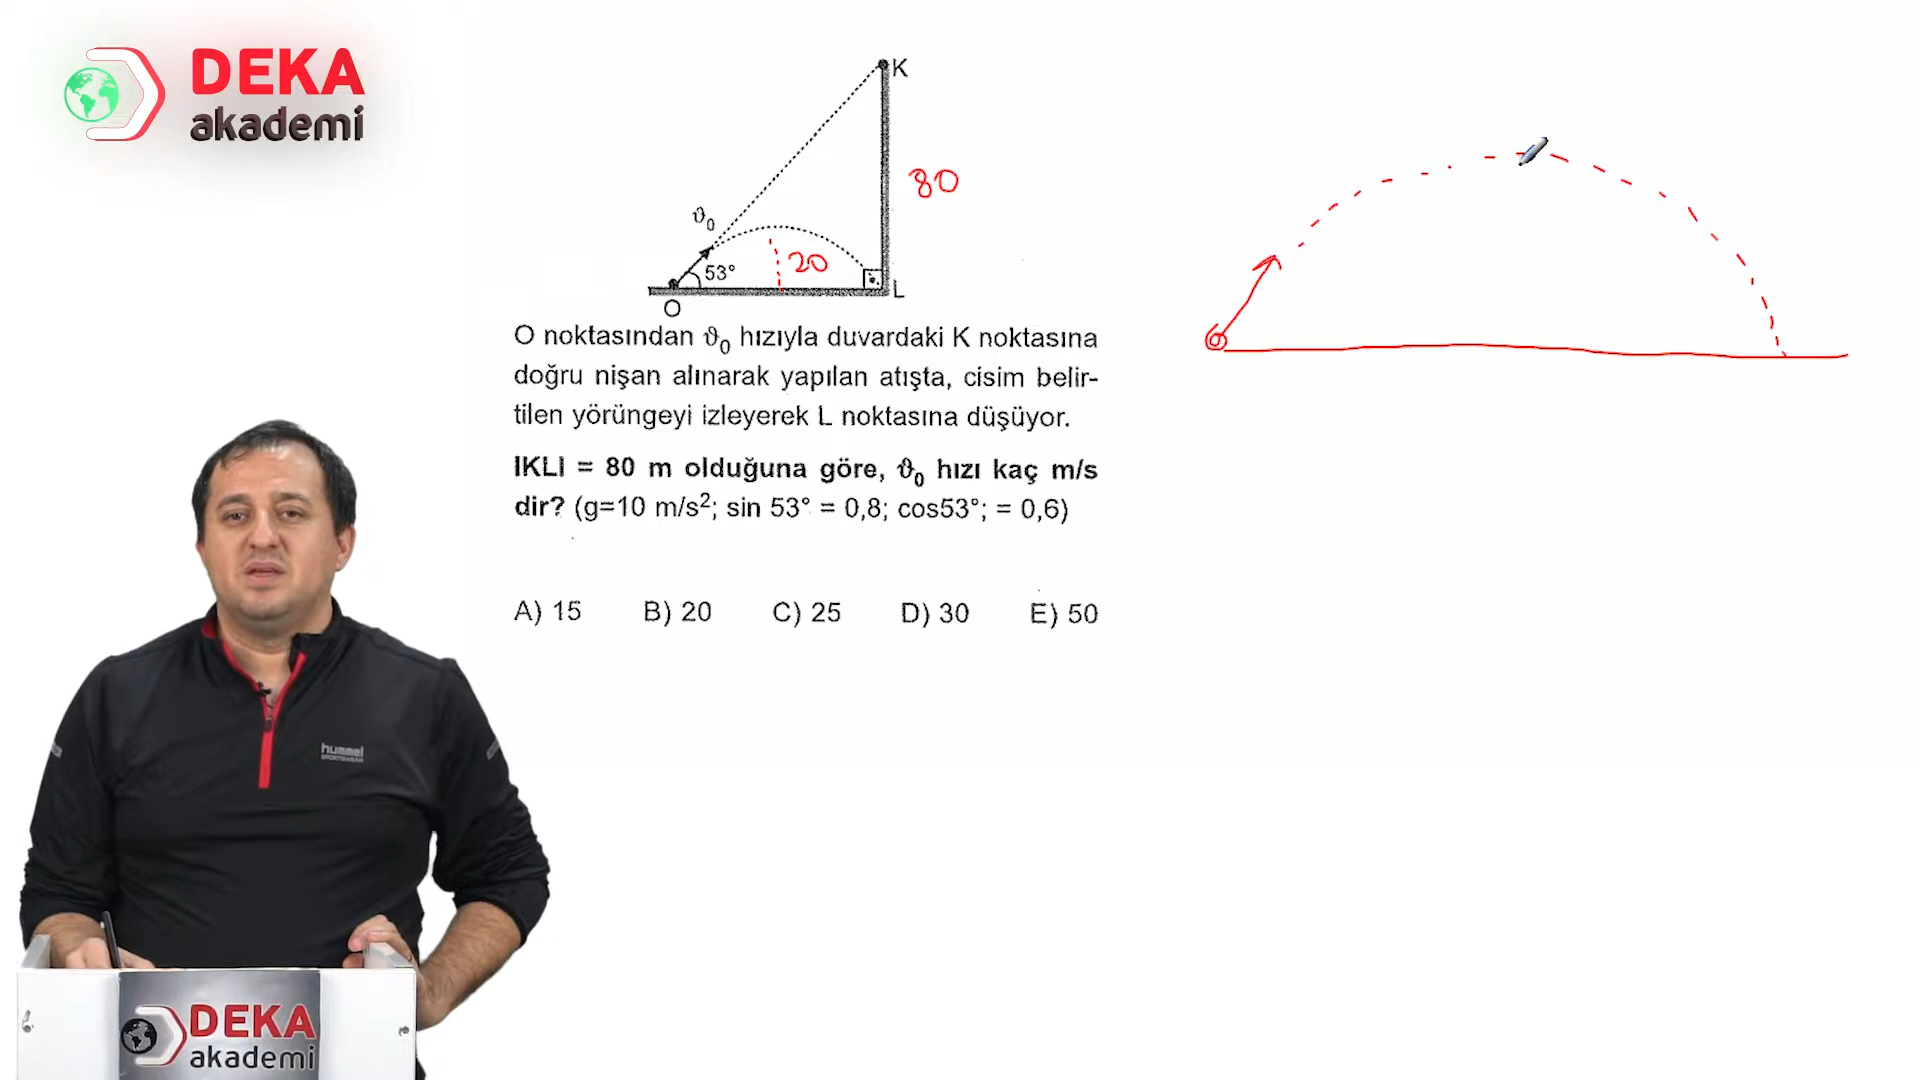 DEKA
akademi
K
80
ϑ0
53°
20
L
O
O noktasından ϑ0 hızıyla duvardaki K noktasına
doğru nişan alınarak yapılan atışta, cisim belir-
tilen yörüngeyi izleyerek L noktasına düşüyor.
IKLI = 80 m olduğuna göre, ϑ0 hızı kaç m/s
dir? (g=10 m/s²; sin 53° = 0,8; cos53°; = 0,6)
A) 15 B) 20 C) 25 D) 30 E) 50
hummel
SPORTSWEAR
DEKA
akademi